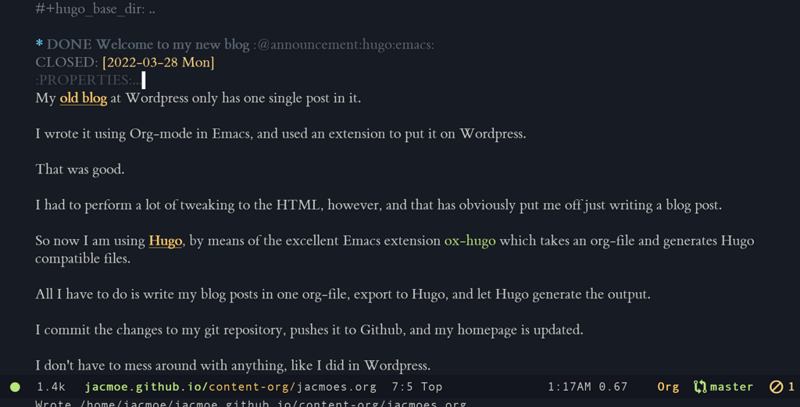 #+hugo_base_dir: ..
* DONE Welcome to my new blog :@announcement:hugo:emacs:
CLOSED: [2022-03-28 Mon]
:PROPERTIES:...
My old blog at Wordpress only has one single post in it.
I wrote it using Org-mode in Emacs, and used an extension to put it on Wordpress.
That was good.
I had to perform a lot of tweaking to the HTML, however, and that has obviously put me off just writing a blog post.
So now I am using Hugo, by means of the excellent Emacs extension ox-hugo which takes an org-file and generates Hugo
compatible files.
All I have to do is write my blog posts in one org-file, export to Hugo, and let Hugo generate the output.
I commit the changes to my git repository, pushes it to Github, and my homepage is updated.
I don't have to mess around with anything, like I did in Wordpress.
1.4k jacmoe.github.io/content-org/jacmoes.org 7:5 Top 1:17AM 0.67 Org master 1
Wrote /home/jacmoe/jacmoe.github.io/content-org/jacmoes.org